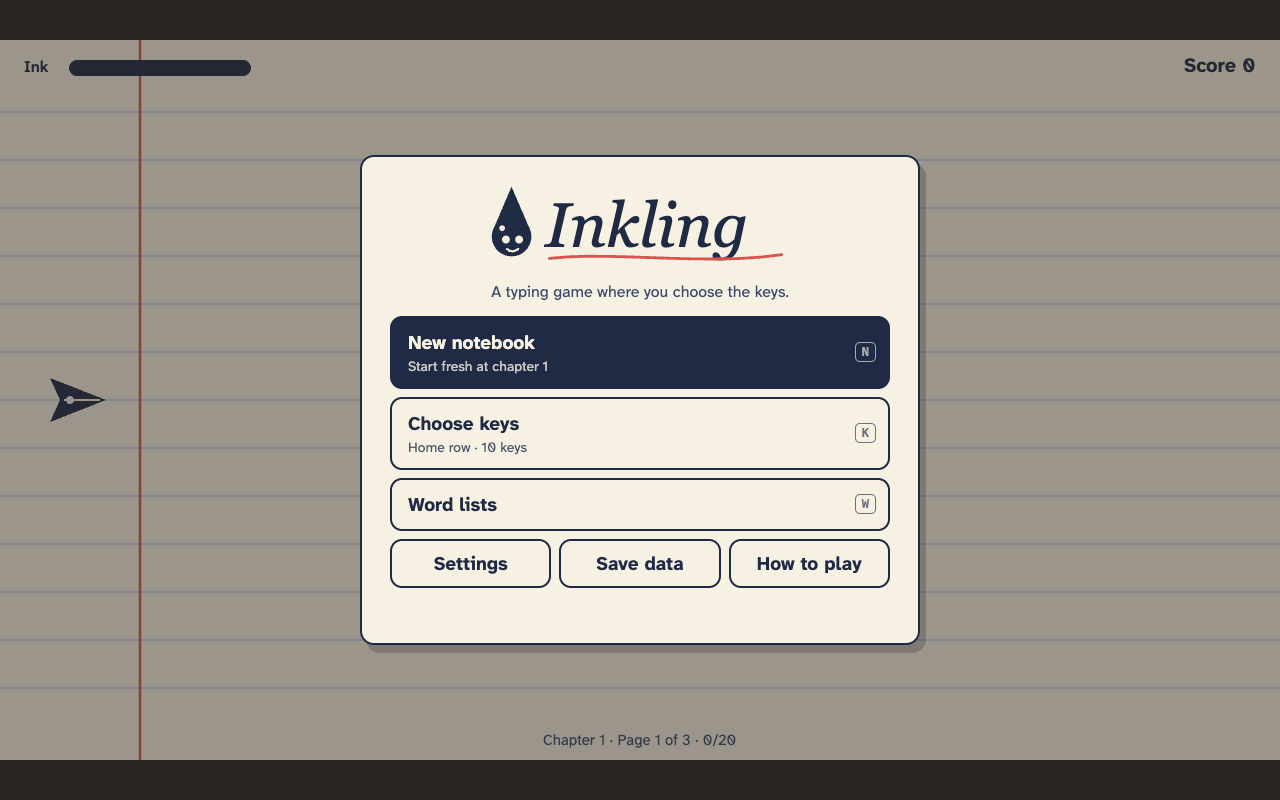 Ink
Score 0
Inkling
A typing game where you choose the keys.
New notebook
Start fresh at chapter 1
N
Choose keys
Home row · 10 keys
K
Word lists
W
Settings
Save data
How to play
Chapter 1 · Page 1 of 3 · 0/20